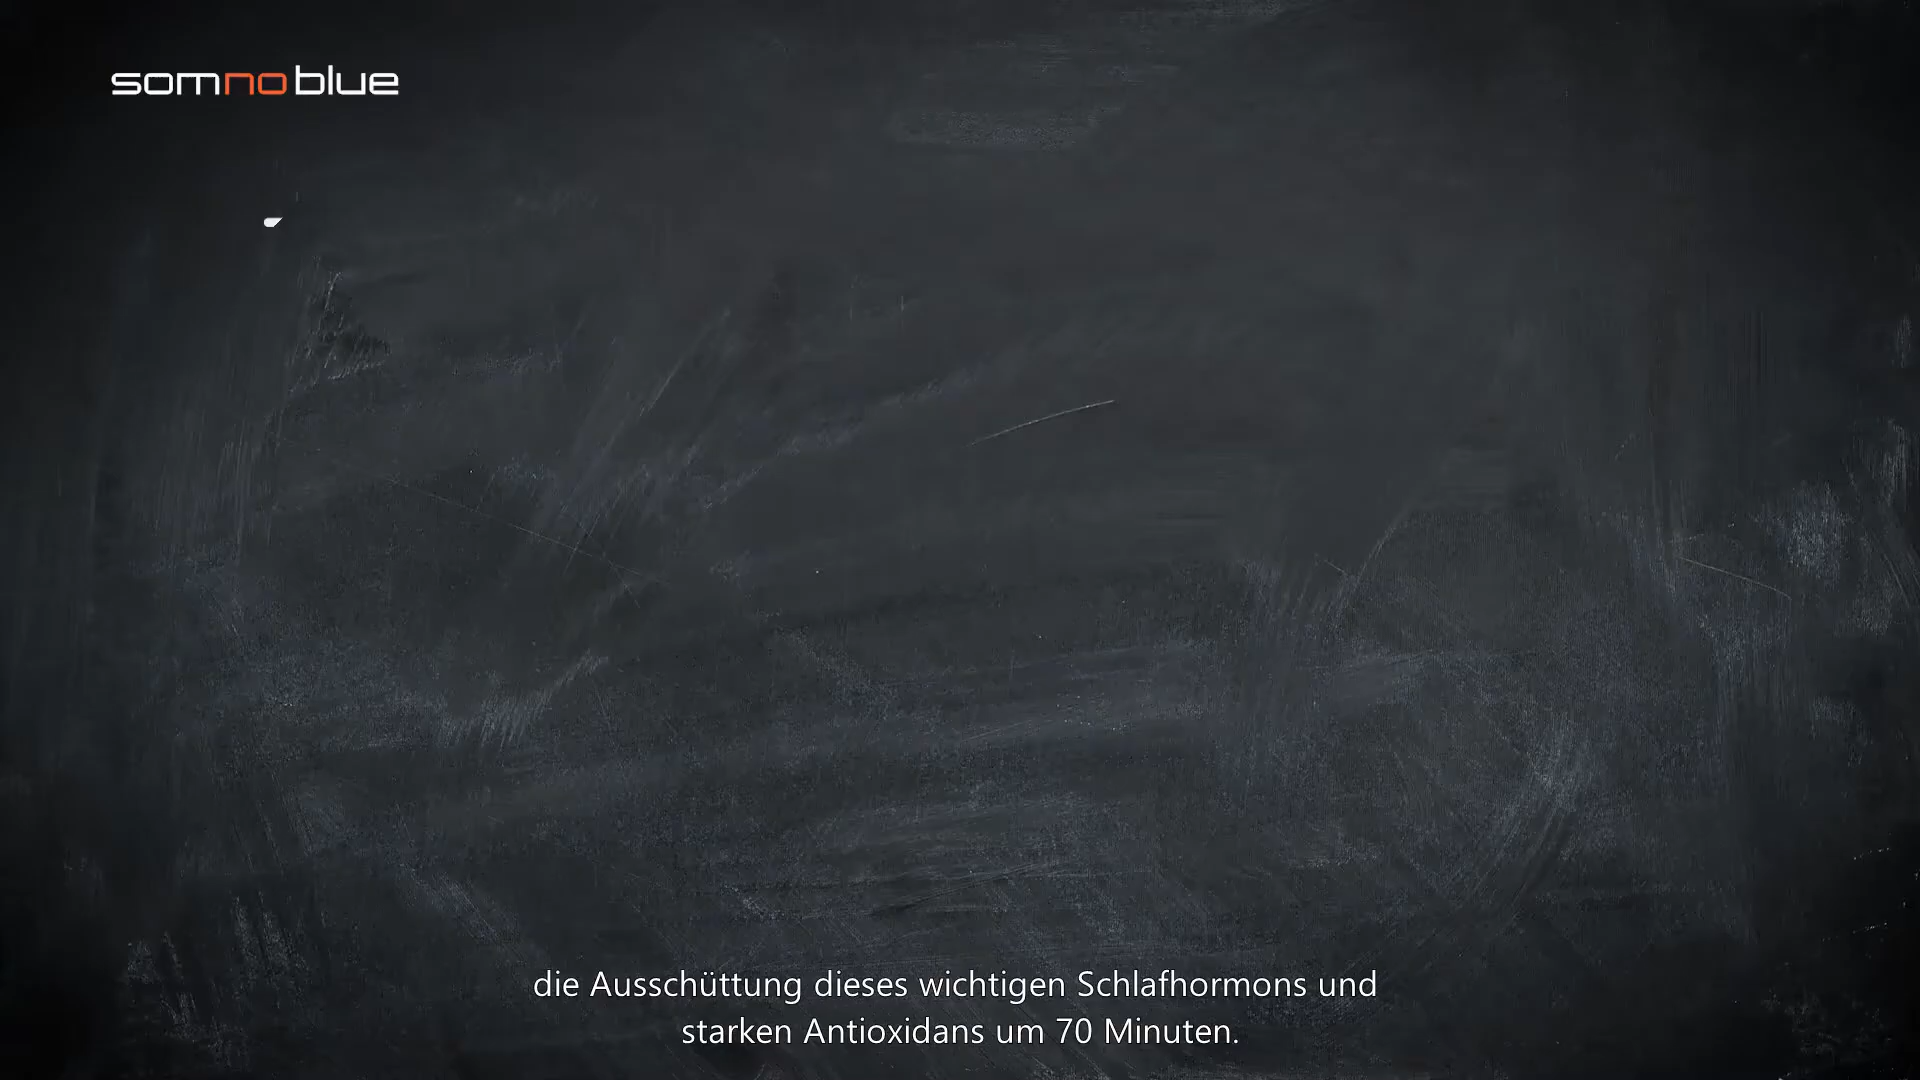 somnoblue
die Ausschüttung dieses wichtigen Schlafhormons und
starken Antioxidans um 70 Minuten.